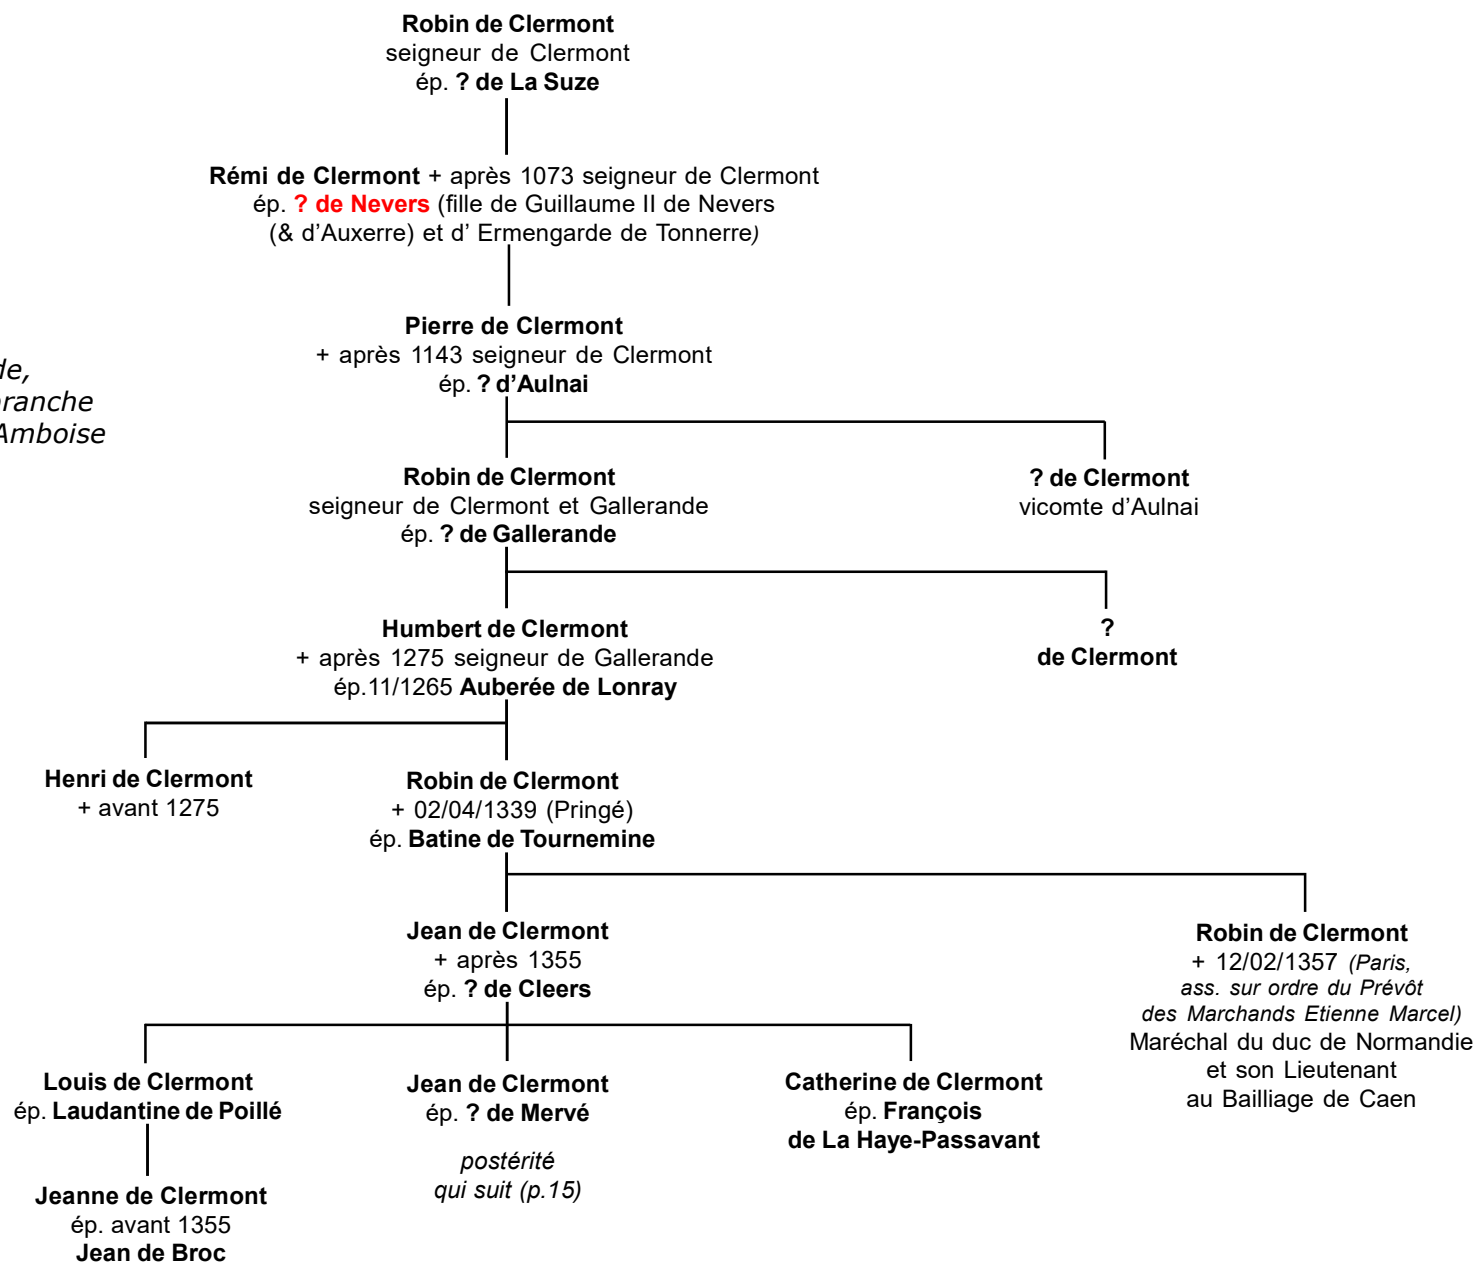 Robin de Clermont
seigneur de Clermont
ép. ? de La Suze
Rémi de Clermont + après 1073 seigneur de Clermont
ép. ? de Nevers (fille de Guillaume II de Nevers
(& d'Auxerre) et d' Ermengarde de Tonnerre)
Pierre de Clermont
+ après 1143 seigneur de Clermont
ép. ? d'Aulnai
de,
branche
Amboise
Robin de Clermont
seigneur de Clermont et Gallerande
ép. ? de Gallerande
? de Clermont
vicomte d'Aulnai
Humbert de Clermont
+ après 1275 seigneur de Gallerande
ép.11/1265 Auberée de Lonray
?
de Clermont
Henri de Clermont
+ avant 1275
Robin de Clermont
+ 02/04/1339 (Pringé)
ép. Batine de Tournemine
Jean de Clermont
+ après 1355
ép. ? de Cleers
Robin de Clermont
+ 12/02/1357 (Paris,
ass. sur ordre du Prévôt
des Marchands Etienne Marcel)
Maréchal du duc de Normandie
et son Lieutenant
au Bailliage de Caen
Louis de Clermont
ép. Laudantine de Poillé
Jean de Clermont
ép. ? de Mervé
postérité
qui suit (p.15)
Catherine de Clermont
ép. François
de La Haye-Passavant
Jeanne de Clermont
ép. avant 1355
Jean de Broc